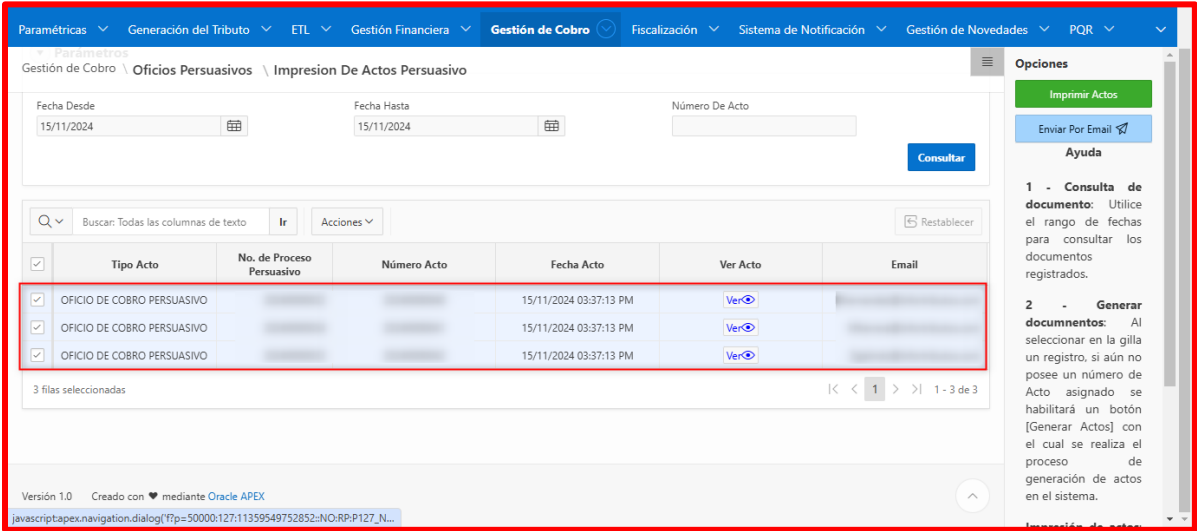 Paramétricas Generación del Tributo ETL Gestión Financiera Gestión de Cobro Fiscalización Sistema de Notificación Gestión de Novedades PQR
Parámetros
Gestión de Cobro \ Oficios Persuasivos \ Impresion De Actos Persuasivo
Fecha Desde Fecha Hasta Número De Acto
15/11/2024 15/11/2024
Consultar
Buscar: Todas las columnas de texto Ir Acciones Restablecer
Tipo Acto No. de Proceso Persuasivo Número Acto Fecha Acto Ver Acto Email
OFICIO DE COBRO PERSUASIVO 15/11/2024 03:37:13 PM Ver
OFICIO DE COBRO PERSUASIVO 15/11/2024 03:37:13 PM Ver
OFICIO DE COBRO PERSUASIVO 15/11/2024 03:37:13 PM Ver
3 filas seleccionadas 1 1 - 3 de 3
Versión 1.0 Creado con ♥ mediante Oracle APEX
javascript:apex.navigation.dialog('f?p=50000:127:11359549752852::NO:RP:P127_N...
Opciones
Imprimir Actos
Enviar Por Email
Ayuda
1 - Consulta de
documento: Utilice
el rango de fechas
para consultar los
documentos
registrados.
2 - Generar
documnentos: Al
seleccionar en la gilla
un registro, si aún no
posee un número de
Acto asignado se
habilitará un botón
[Generar Actos] con
el cual se realiza el
proceso de
generación de actos
en el sistema.
Impresión de actos: